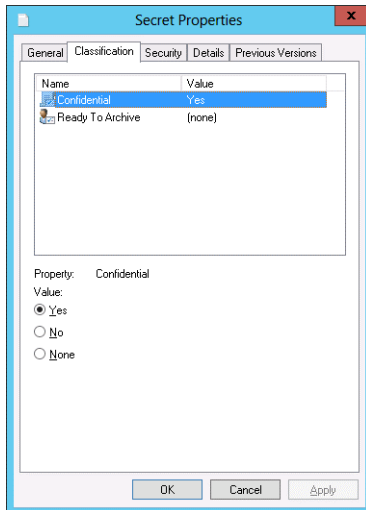 Secret Properties
x
General Classification Security Details Previous Versions
Name Value
Confidential Yes
Ready To Archive (none)
Property: Confidential
Value:
Yes
No
None
OK Cancel Apply